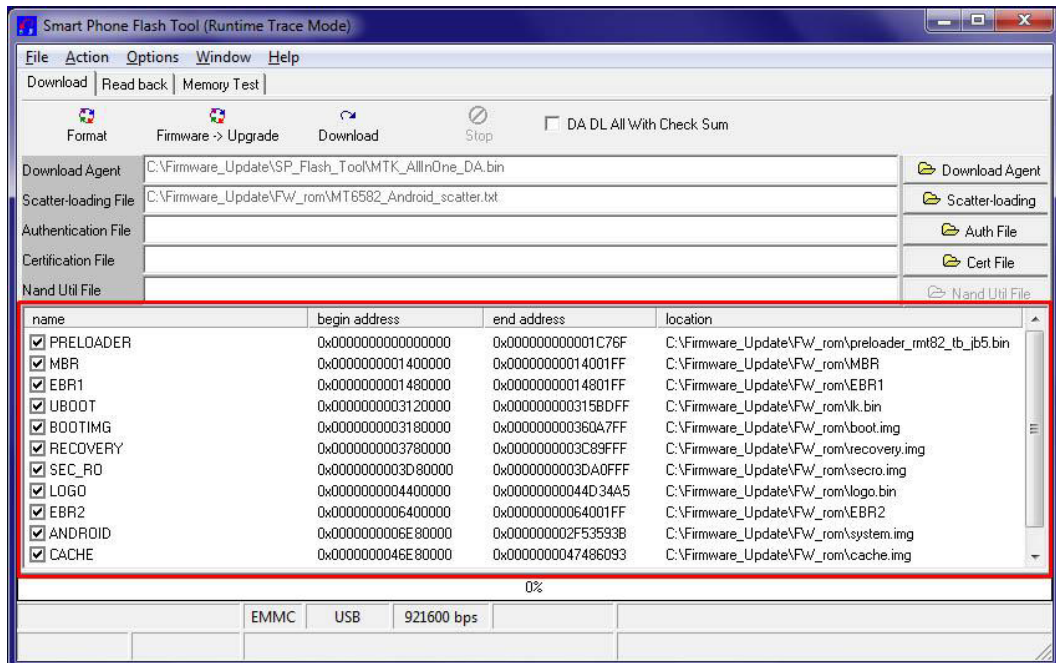 Smart Phone Flash Tool (Runtime Trace Mode)
File Action Options Window Help
Download Read back Memory Test
Format Firmware -> Upgrade Download Stop DA DL All With Check Sum
Download Agent C:\Firmware_Update\SP_Flash_Tool\MTK_AllInOne_DA.bin Download Agent
Scatter-loading File C:\Firmware_Update\FW_rom\MT6582_Android_scatter.txt Scatter-loading
Authentication File Auth File
Certification File Cert File
Nand Util File Nand Util File
name begin address end address location
PRELOADER 0x0000000000000000 0x000000000001C76F C:\Firmware_Update\FW_rom\preloader_rmt82_tb_jb5.bin
MBR 0x0000000001400000 0x00000000014001FF C:\Firmware_Update\FW_rom\MBR
EBR1 0x0000000001480000 0x00000000014801FF C:\Firmware_Update\FW_rom\EBR1
UBOOT 0x0000000003120000 0x000000000315BDFF C:\Firmware_Update\FW_rom\lk.bin
BOOTIMG 0x0000000003180000 0x000000000360A7FF C:\Firmware_Update\FW_rom\boot.img
RECOVERY 0x0000000003780000 0x0000000003C89FFF C:\Firmware_Update\FW_rom\recovery.img
SEC_RO 0x0000000003D80000 0x0000000003DA0FFF C:\Firmware_Update\FW_rom\secro.img
LOGO 0x0000000004400000 0x00000000044D34A5 C:\Firmware_Update\FW_rom\logo.bin
EBR2 0x0000000006400000 0x00000000064001FF C:\Firmware_Update\FW_rom\EBR2
ANDROID 0x0000000006E80000 0x000000002F53593B C:\Firmware_Update\FW_rom\system.img
CACHE 0x0000000046E80000 0x0000000047486093 C:\Firmware_Update\FW_rom\cache.img
0%
EMMC USB 921600 bps